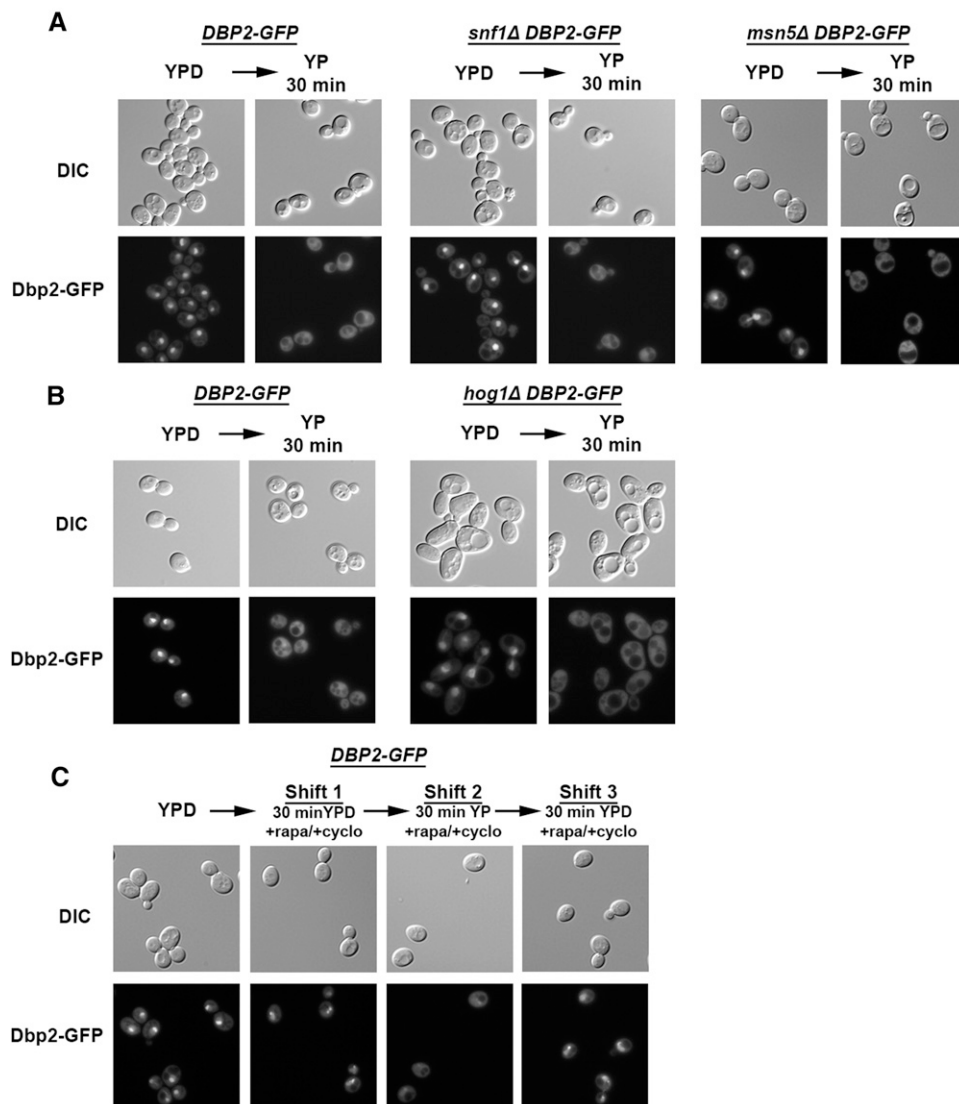 A
DBP2-GFP
snf1Δ DBP2-GFP
msn5Δ DBP2-GFP
YPD
YP
30 min
YPD
YP
30 min
YPD
YP
30 min
DIC
Dbp2-GFP
B
DBP2-GFP
hog1Δ DBP2-GFP
YPD
YP
30 min
YPD
YP
30 min
DIC
Dbp2-GFP
C
DBP2-GFP
YPD
Shift 1
30 minYPD
+rapa/+cyclo
Shift 2
30 min YP
+rapa/+cyclo
Shift 3
30 min YPD
+rapa/+cyclo
DIC
Dbp2-GFP